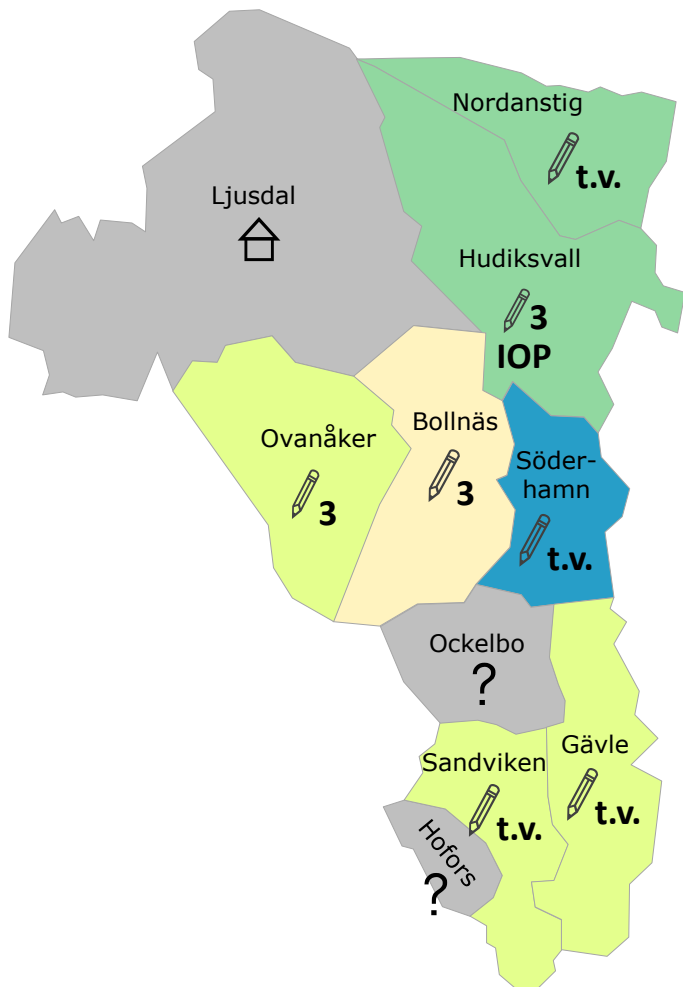 Nordanstig
t.v.
Ljusdal
Hudiksvall
3
IOP
Bollnäs
3
Ovanåker
3
Söder-
hamn
t.v.
Ockelbo
?
Gävle
t.v.
Sandviken
t.v.
Hofors
?